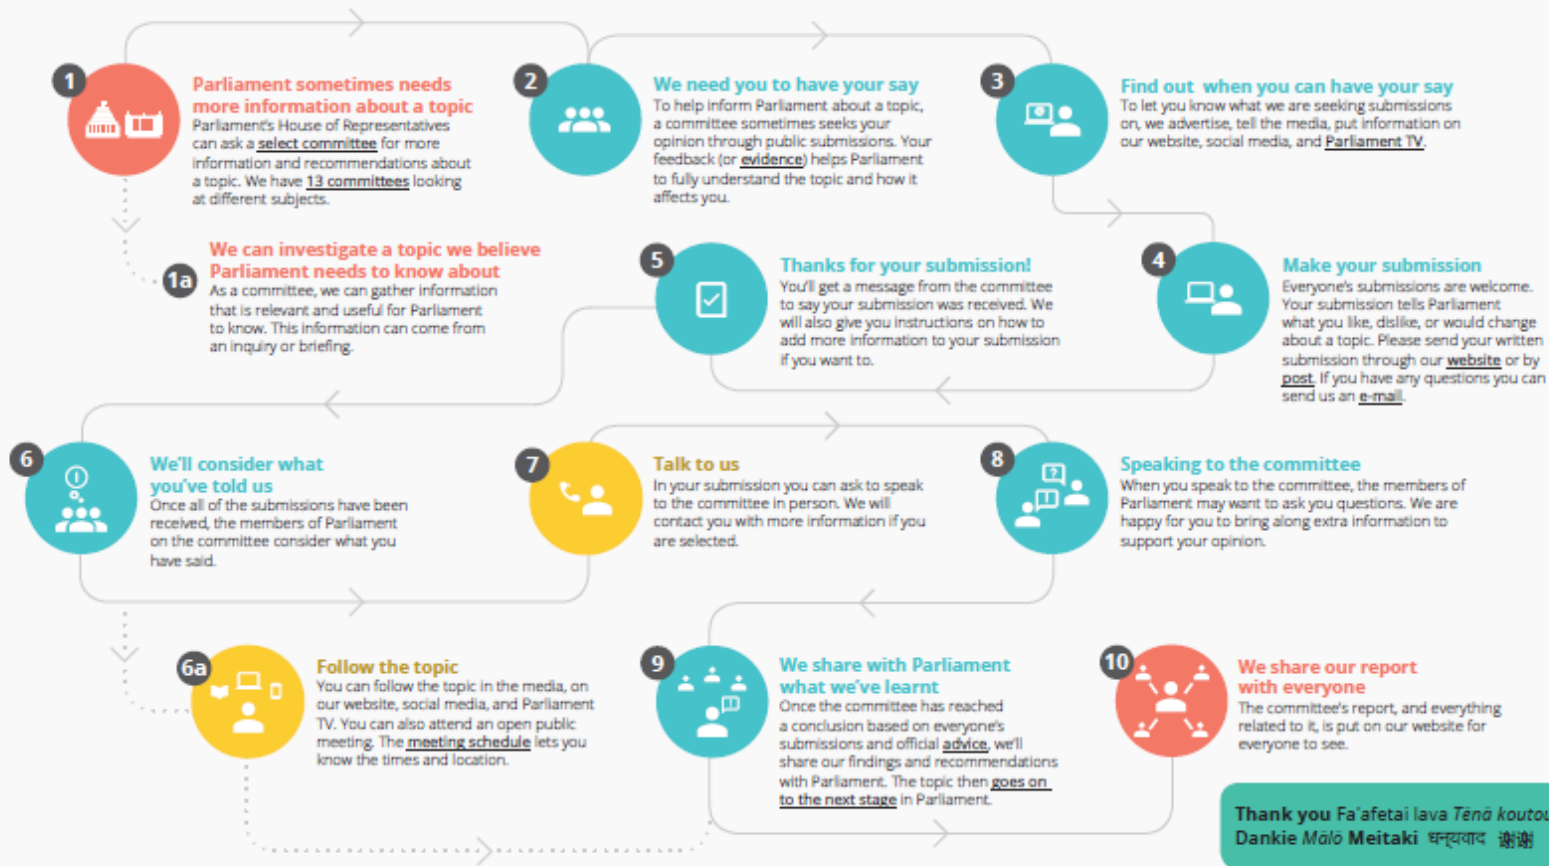 1
Parliament sometimes needs
more information about a topic
Parliament's House of Representatives
can ask a select committee for more
information and recommendations about
a topic. We have 13 committees looking
at different subjects.
2
We need you to have your say
To help inform Parliament about a topic,
a committee sometimes seeks your
opinion through public submissions. Your
feedback (or evidence) helps Parliament
to fully understand the topic and how it
affects you.
3
Find out when you can have your say
To let you know what we are seeking submissions
on, we advertise, tell the media, put information on
our website, social media, and Parliament TV.
1a
We can investigate a topic we believe
Parliament needs to know about
As a committee, we can gather information
that is relevant and useful for Parliament
to know. This information can come from
an inquiry or briefing.
4
Make your submission
Everyone's submissions are welcome.
Your submission tells Parliament
what you like, dislike, or would change
about a topic. Please send your written
submission through our website or by
post. If you have any questions you can
send us an e-mail.
5
Thanks for your submission!
You'll get a message from the committee
to say your submission was received. We
will also give you instructions on how to
add more information to your submission
if you want to.
6
We'll consider what
you've told us
Once all of the submissions have been
received, the members of Parliament
on the committee consider what you
have said.
7
Talk to us
In your submission you can ask to speak
to the committee in person. We will
contact you with more information if you
are selected.
8
Speaking to the committee
When you speak to the committee, the members of
Parliament may want to ask you questions. We are
happy for you to bring along extra information to
support your opinion.
6a
Follow the topic
You can follow the topic in the media, on
our website, social media, and Parliament
TV. You can also attend an open public
meeting. The meeting schedule lets you
know the times and location.
9
We share with Parliament
what we've learnt
Once the committee has reached
a conclusion based on everyone's
submissions and official advice, we'll
share our findings and recommendations
with Parliament. The topic then goes on
to the next stage in Parliament.
10
We share our report
with everyone
The committee's report, and everything
related to it, is put on our website for
everyone to see.
Thank you Fa'afetai lava Tēnā koutou
Dankie Mālō Meitaki धन्यवाद 謝謝